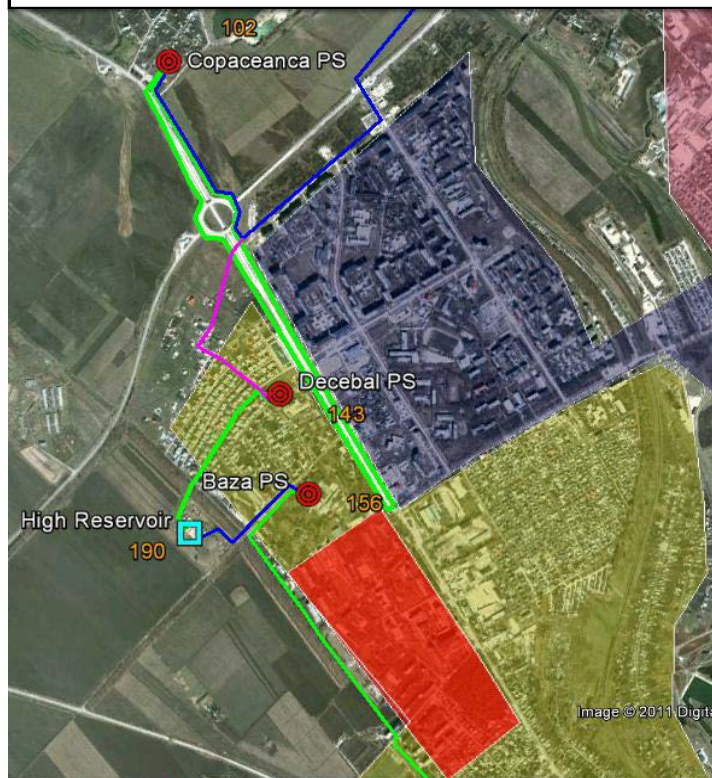 102
Copaceanca PS
Decebal PS
143
Baza PS
156
High Reservoir
190
Image © 2011 Digita